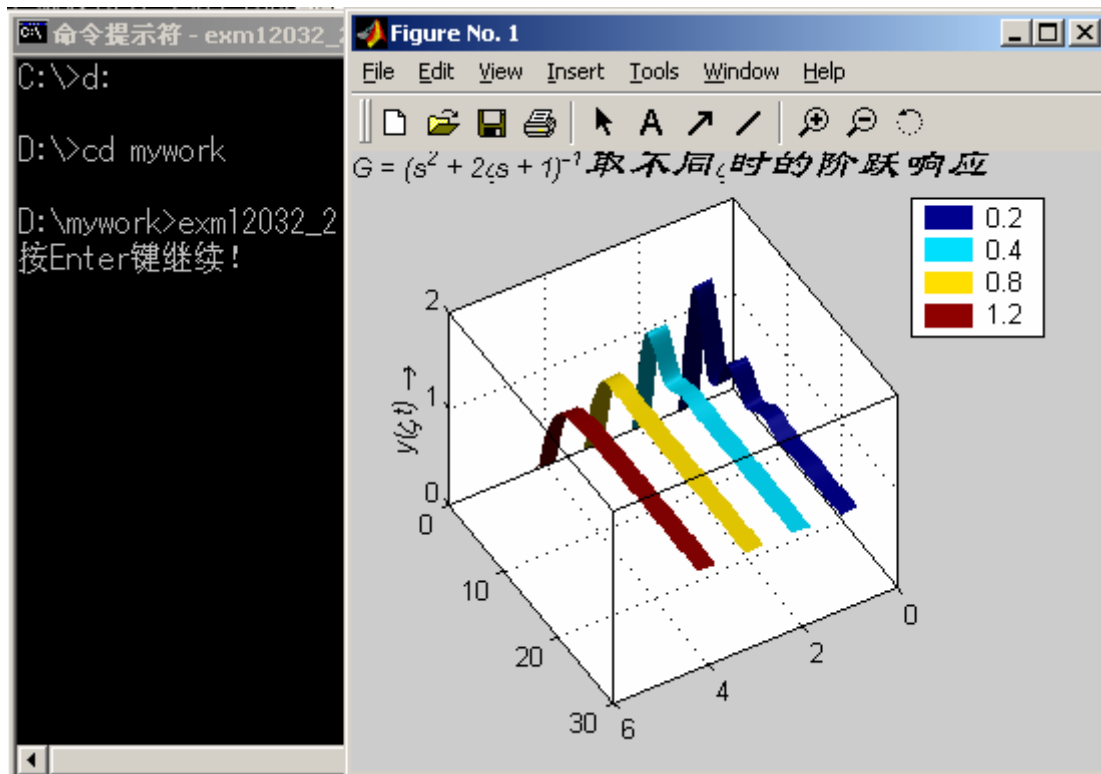 命令提示符 - exm12032_2
C:\>d:
D:\>cd mywork
D:\mywork>exm12032_2
按Enter键继续!
Figure No. 1
File Edit View Insert Tools Window Help
G = (s² + 2ζs + 1)⁻¹取不同ζ时的阶跃响应
0.2
0.4
0.8
1.2
y(ζ,t) →
2
1
0
0
10
20
30
6
4
2
0